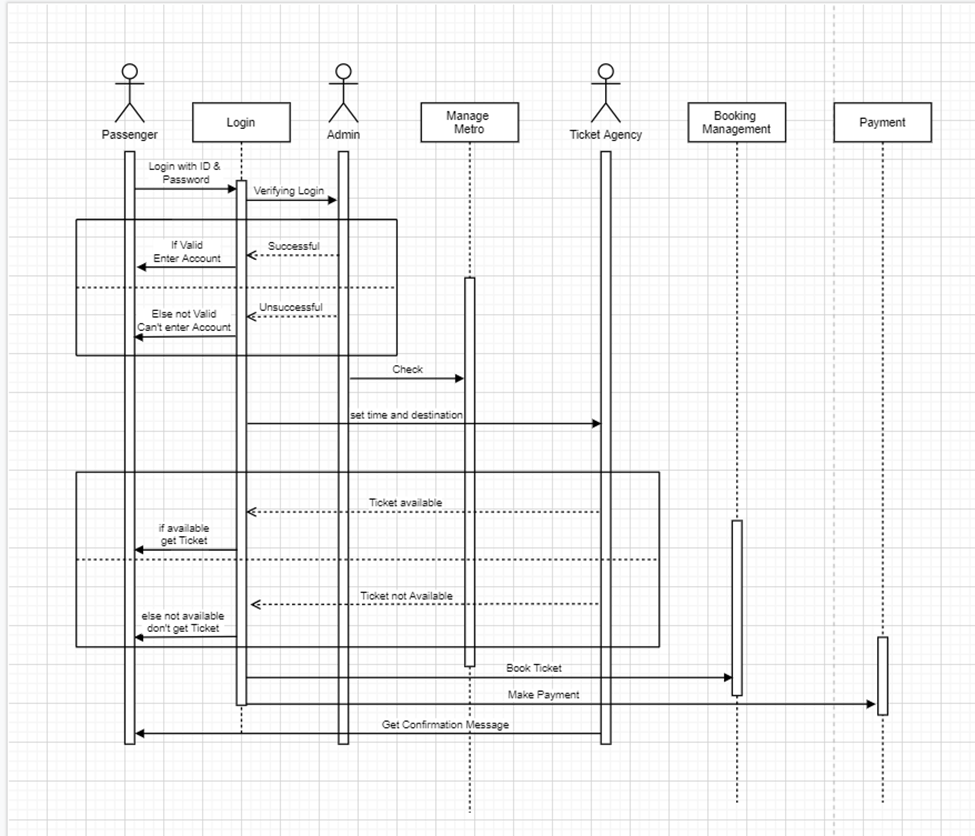 Passenger
Login
Admin
Manage
Metro
Ticket Agency
Booking
Management
Payment
Login with ID &
Password
Verifying Login
If Valid
Enter Account
Successful
Else not Valid
Can't enter Account
Unsuccessful
Check
set time and destination
Ticket available
if available
get Ticket
Ticket not Available
else not available
don't get Ticket
Book Ticket
Make Payment
Get Confirmation Message